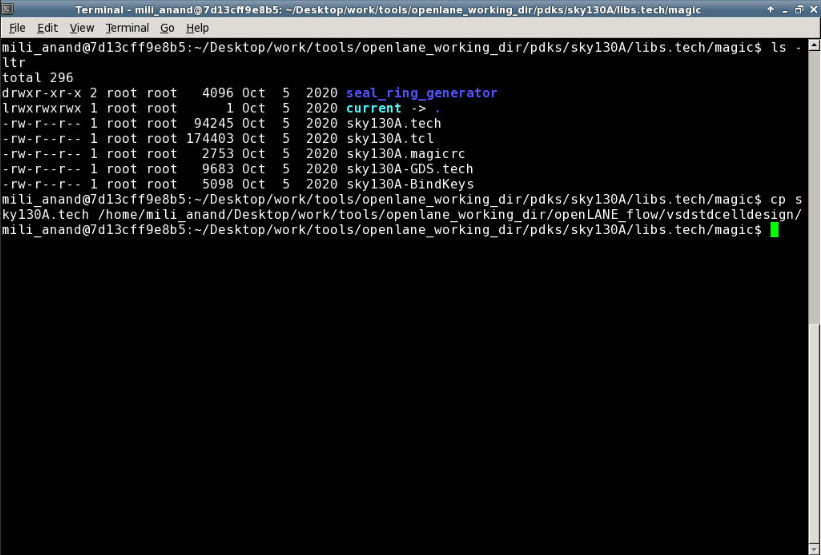 Terminal - mili_anand@7d13cff9e8b5: ~/Desktop/work/tools/openlane_working_dir/pdks/sky130A/libs.tech/magic
File Edit View Terminal Go Help
mili_anand@7d13cff9e8b5:~/Desktop/work/tools/openlane_working_dir/pdks/sky130A/libs.tech/magic$ ls -
ltr
total 296
drwxr-xr-x 2 root root   4096 Oct  5  2020 seal_ring_generator
lrwxrwxrwx 1 root root      1 Oct  5  2020 current -> .
-rw-r--r-- 1 root root  94245 Oct  5  2020 sky130A.tech
-rw-r--r-- 1 root root 174403 Oct  5  2020 sky130A.tcl
-rw-r--r-- 1 root root   2753 Oct  5  2020 sky130A.magicrc
-rw-r--r-- 1 root root   9683 Oct  5  2020 sky130A-GDS.tech
-rw-r--r-- 1 root root   5098 Oct  5  2020 sky130A-BindKeys
mili_anand@7d13cff9e8b5:~/Desktop/work/tools/openlane_working_dir/pdks/sky130A/libs.tech/magic$ cp s
ky130A.tech /home/mili_anand/Desktop/work/tools/openlane_working_dir/openLANE_flow/vsdstdcelldesign/
mili_anand@7d13cff9e8b5:~/Desktop/work/tools/openlane_working_dir/pdks/sky130A/libs.tech/magic$